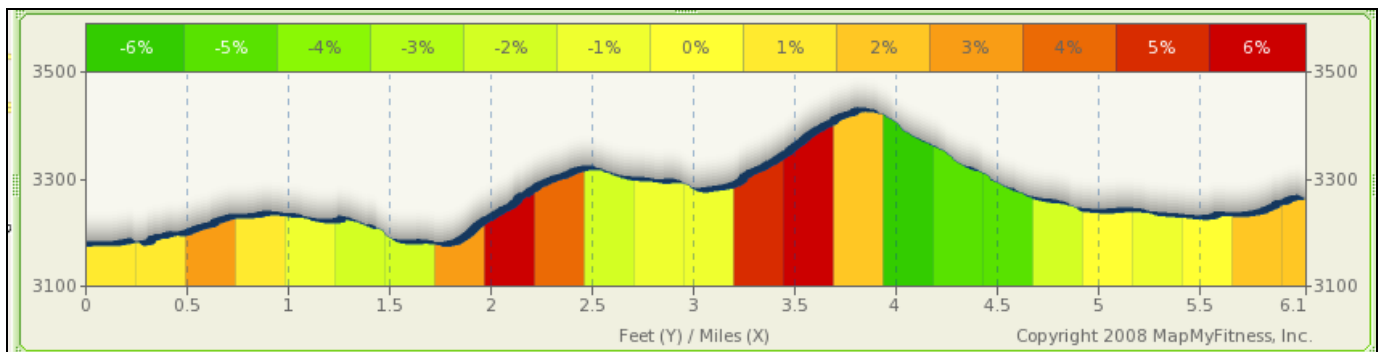 -6% -5% -4% -3% -2% -1% 0% 1% 2% 3% 4% 5% 6%
3500 3500
3300 3300
3100 3100
0 0.5 1 1.5 2 2.5 3 3.5 4 4.5 5 5.5 6.1
Feet (Y) / Miles (X) Copyright 2008 MapMyFitness, Inc.